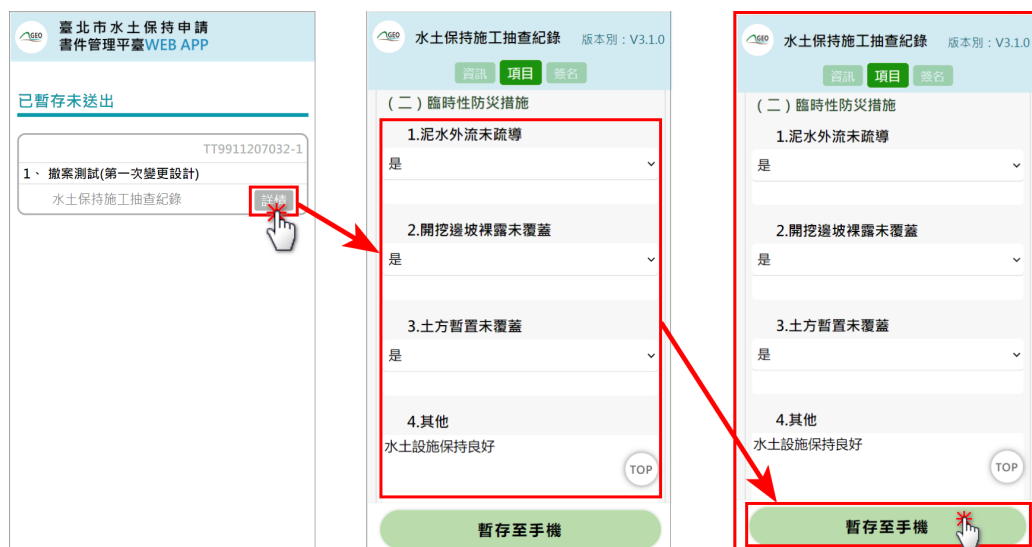 GEO
臺北市水土保持申請
書件管理平臺WEB APP
已暫存未送出
TT9911207032-1
1、 撤案測試(第一次變更設計)
水土保持施工抽查紀錄
詳情
GEO
水土保持施工抽查紀錄 版本別：V3.1.0
資訊 項目 簽名
(二)臨時性防災措施
1.泥水外流未疏導
是
2.開挖邊坡裸露未覆蓋
是
3.土方暫置未覆蓋
是
4.其他
水土設施保持良好
TOP
暫存至手機
GEO
水土保持施工抽查紀錄 版本別：V3.1.0
資訊 項目 簽名
(二)臨時性防災措施
1.泥水外流未疏導
是
2.開挖邊坡裸露未覆蓋
是
3.土方暫置未覆蓋
是
4.其他
水土設施保持良好
TOP
暫存至手機